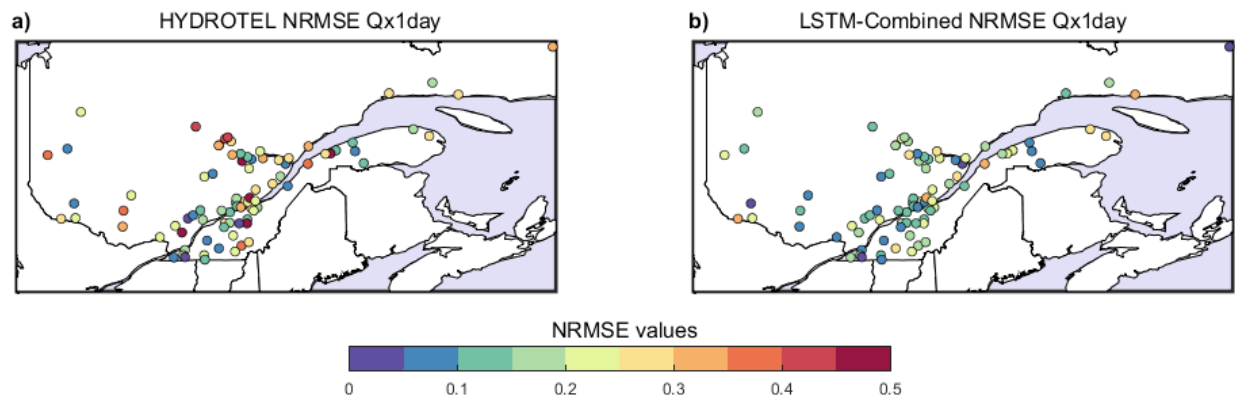 a) HYDROTEL NRMSE Qx1day
b) LSTM-Combined NRMSE Qx1day
NRMSE values
0 0.1 0.2 0.3 0.4 0.5